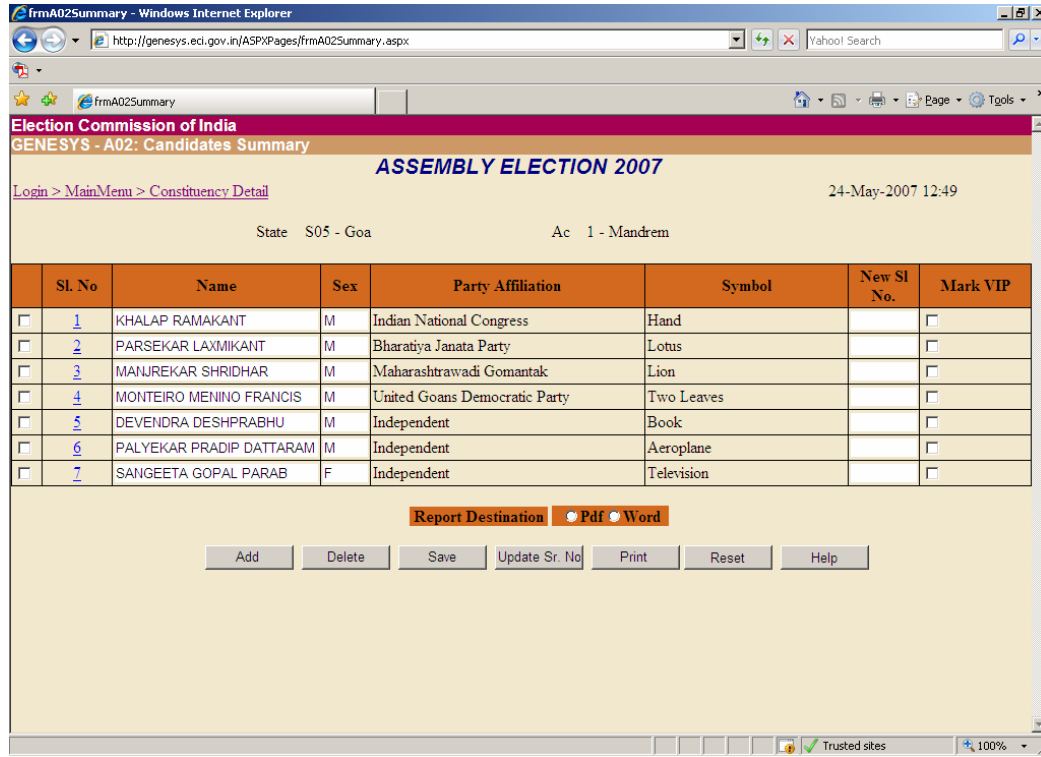 frmA02Summary - Windows Internet Explorer
http://genesys.eci.gov.in/ASPXPages/frmA02Summary.aspx Yahoo! Search
frmA02Summary Page Tools
Election Commission of India
GENESYS - A02: Candidates Summary
ASSEMBLY ELECTION 2007
Login > MainMenu > Constituency Detail 24-May-2007 12:49
State S05 - Goa Ac 1 - Mandrem
Sl. No Name Sex Party Affiliation Symbol New Sl No. Mark VIP
1 KHALAP RAMAKANT M Indian National Congress Hand
2 PARSEKAR LAXMIKANT M Bharatiya Janata Party Lotus
3 MANJREKAR SHRIDHAR M Maharashtrawadi Gomantak Lion
4 MONTEIRO MENINO FRANCIS M United Goans Democratic Party Two Leaves
5 DEVENDRA DESHPRABHU M Independent Book
6 PALYEKAR PRADIP DATTARAM M Independent Aeroplane
7 SANGEETA GOPAL PARAB F Independent Television
Report Destination Pdf Word
Add Delete Save Update Sr. No Print Reset Help
Trusted sites 100%